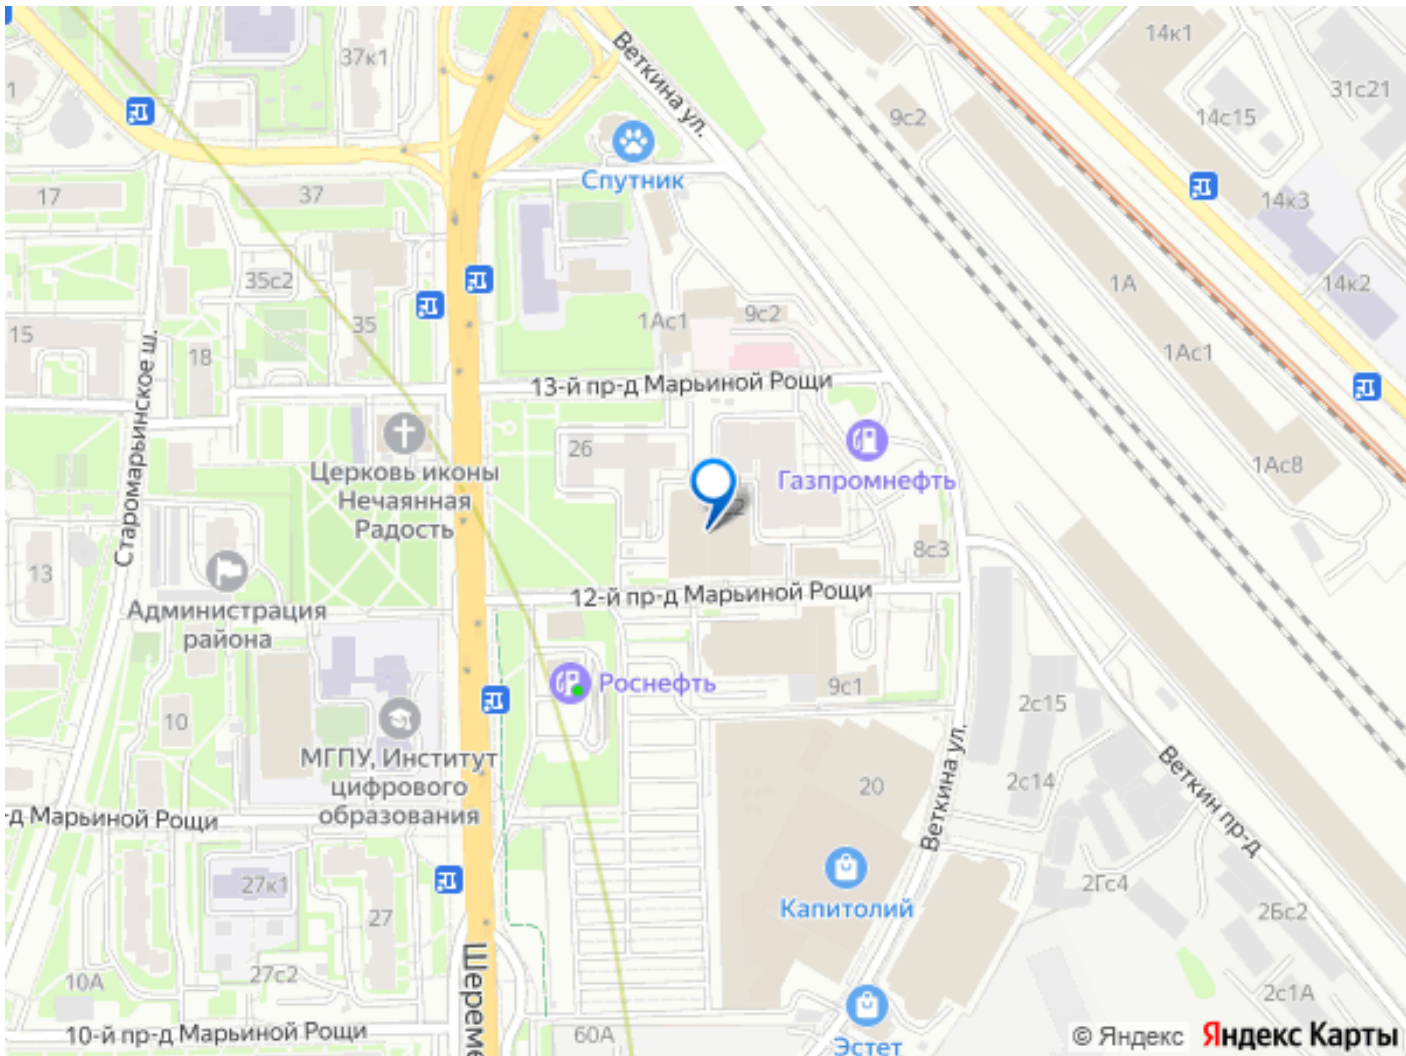 14к1
37к1
31с21
1
9с2
14с15
Веткина ул.
Спутник
17
37
14к3
35с2
1А
14к2
15
18
35
1Ас1
9с2
1Ас1
13-й пр-д Марьиной Рощи
Старомарьинское ш.
26
Церковь иконы
Нечаянная
Радость
Газпромнефть
1Ас8
2
8с3
13
Администрация
района
12-й пр-д Марьиной Рощи
Роснефть
9с1
10
2с15
МГПУ, Институт
цифрового
образования
20
2с14
Веткина ул.
Веткин пр-д
-д Марьиной Рощи
27к1
27
Капитолий
2Гс4
2Бс2
10А
27с2
Шереме
2с1А
10-й пр-д Марьиной Рощи
60А
Эстет
© Яндекс Яндекс Карты